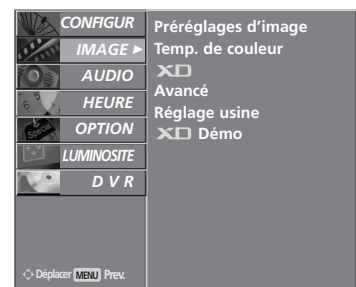 CONFIGUR
IMAGE
AUDIO
HEURE
OPTION
LUMINOSITE
D V R
Préréglages d'image
Temp. de couleur
XD
Avancé
Réglage usine
XD Démo
Déplacer MENU Prev.